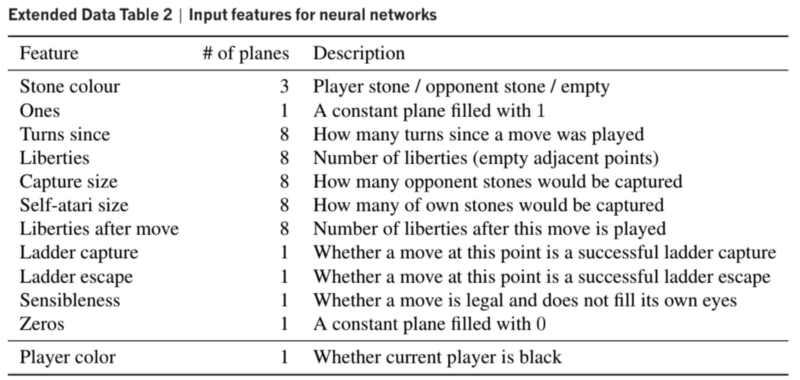 Extended Data Table 2 | Input features for neural networks
Feature # of planes Description
Stone colour 3 Player stone / opponent stone / empty
Ones 1 A constant plane filled with 1
Turns since 8 How many turns since a move was played
Liberties 8 Number of liberties (empty adjacent points)
Capture size 8 How many opponent stones would be captured
Self-atari size 8 How many of own stones would be captured
Liberties after move 8 Number of liberties after this move is played
Ladder capture 1 Whether a move at this point is a successful ladder capture
Ladder escape 1 Whether a move at this point is a successful ladder escape
Sensibleness 1 Whether a move is legal and does not fill its own eyes
Zeros 1 A constant plane filled with 0
Player color 1 Whether current player is black